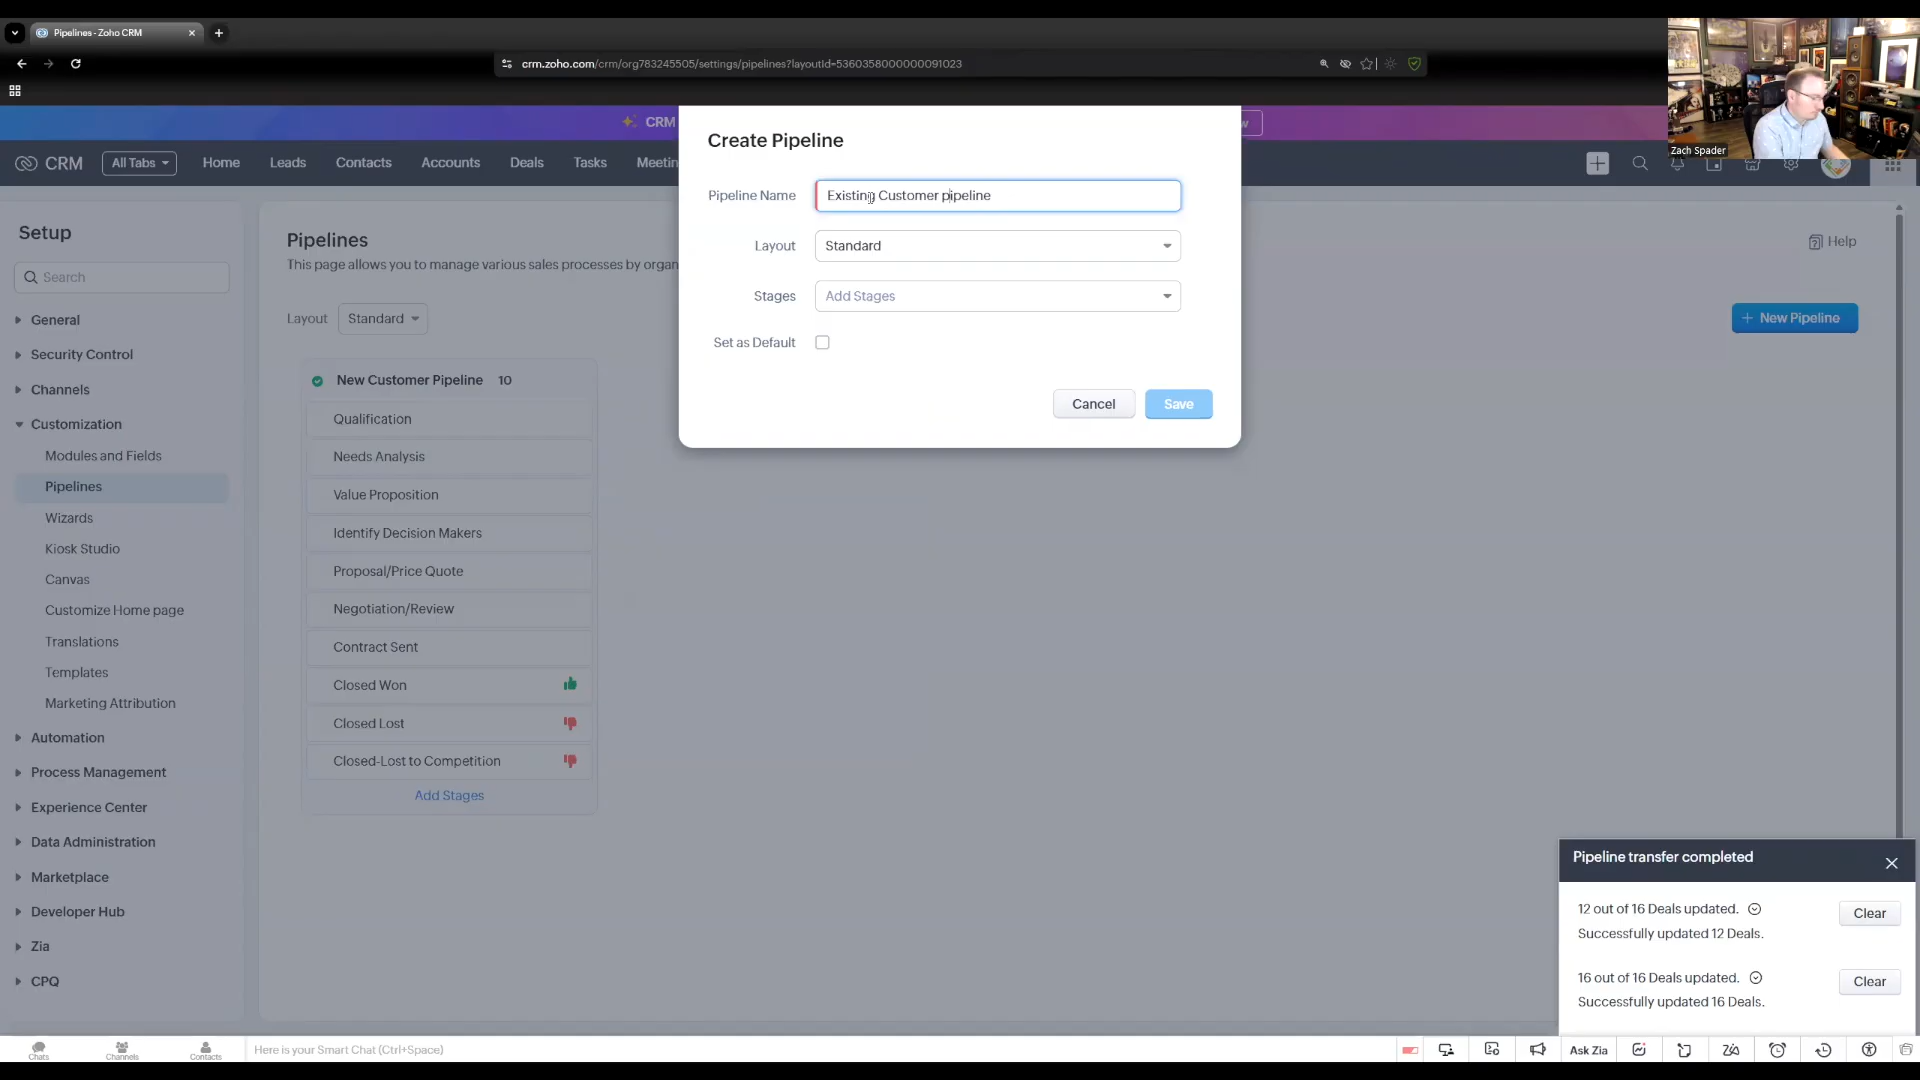 Pipelines - Zoho CRM
crm.zoho.com/crm/org783245505/settings/pipelines?layoutId=5360358000000091023
CRM
Zach Spader
CRM
All Tabs
Home
Leads
Contacts
Accounts
Deals
Tasks
Meetin
Create Pipeline
Pipeline Name
Existing Customer pipeline
Layout
Standard
Stages
Add Stages
Set as Default
Cancel
Save
Setup
Search
General
Security Control
Channels
Customization
Modules and Fields
Pipelines
Wizards
Kiosk Studio
Canvas
Customize Home page
Translations
Templates
Marketing Attribution
Automation
Process Management
Experience Center
Data Administration
Marketplace
Developer Hub
Zia
CPQ
Pipelines
Help
This page allows you to manage various sales processes by organ
Layout
Standard
+ New Pipeline
New Customer Pipeline 10
Qualification
Needs Analysis
Value Proposition
Identify Decision Makers
Proposal/Price Quote
Negotiation/Review
Contract Sent
Closed Won
Closed Lost
Closed-Lost to Competition
Add Stages
Pipeline transfer completed
12 out of 16 Deals updated.
Successfully updated 12 Deals.
Clear
16 out of 16 Deals updated.
Successfully updated 16 Deals.
Clear
Chats
Channels
Contacts
Here is your Smart Chat (Ctrl+Space)
Ask Zia